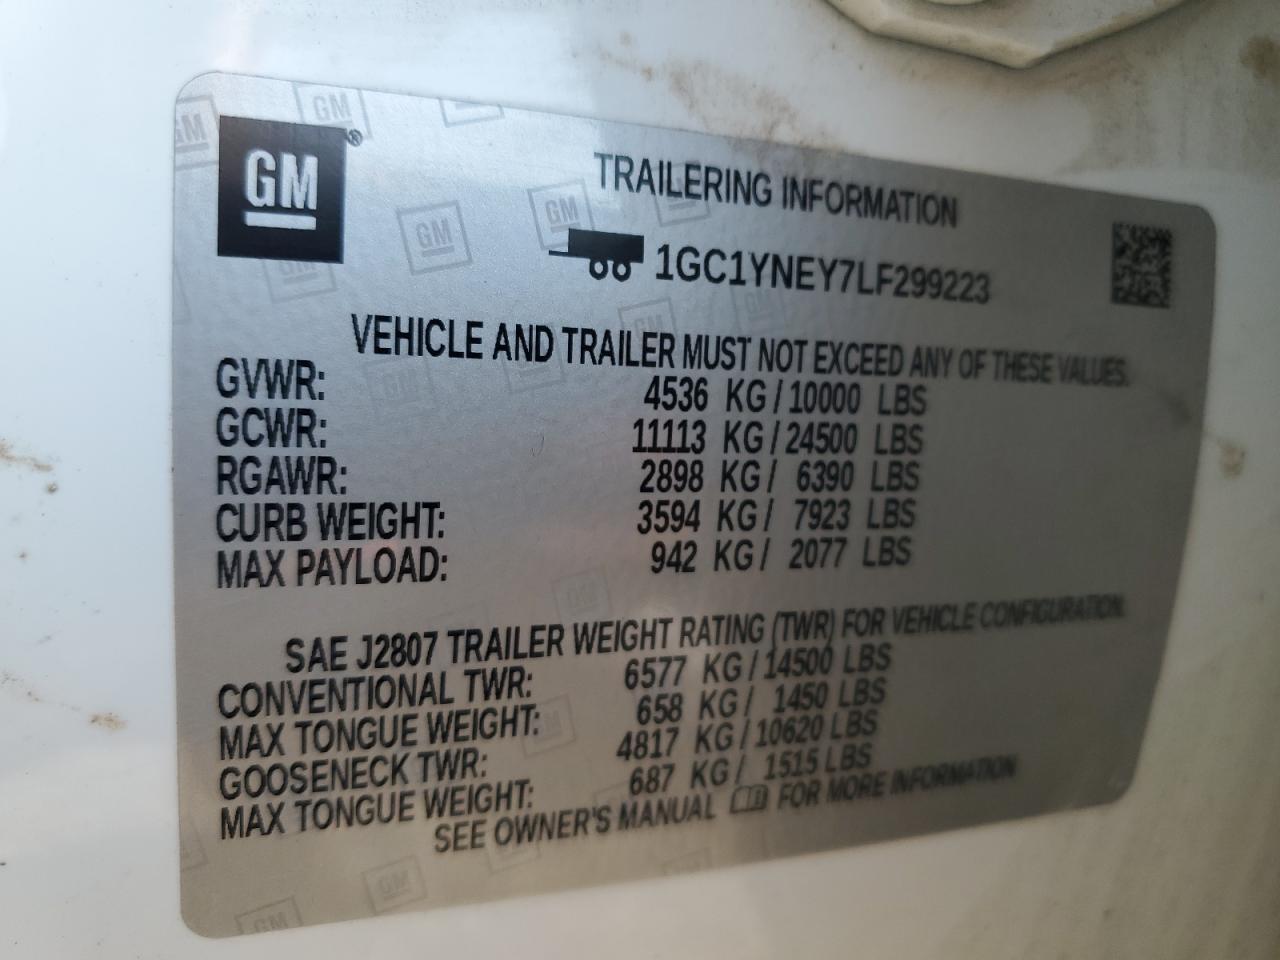 GM®
TRAILERING INFORMATION
1GC1YNEY7LF299223
VEHICLE AND TRAILER MUST NOT EXCEED ANY OF THESE VALUES.
GVWR: 4536 KG / 10000 LBS
GCWR: 11113 KG / 24500 LBS
RGAWR: 2898 KG / 6390 LBS
CURB WEIGHT: 3594 KG / 7923 LBS
MAX PAYLOAD: 942 KG / 2077 LBS
SAE J2807 TRAILER WEIGHT RATING (TWR) FOR VEHICLE CONFIGURATION.
CONVENTIONAL TWR: 6577 KG / 14500 LBS
MAX TONGUE WEIGHT: 658 KG / 1450 LBS
GOOSENECK TWR: 4817 KG / 10620 LBS
MAX TONGUE WEIGHT: 687 KG / 1515 LBS
SEE OWNER'S MANUAL FOR MORE INFORMATION